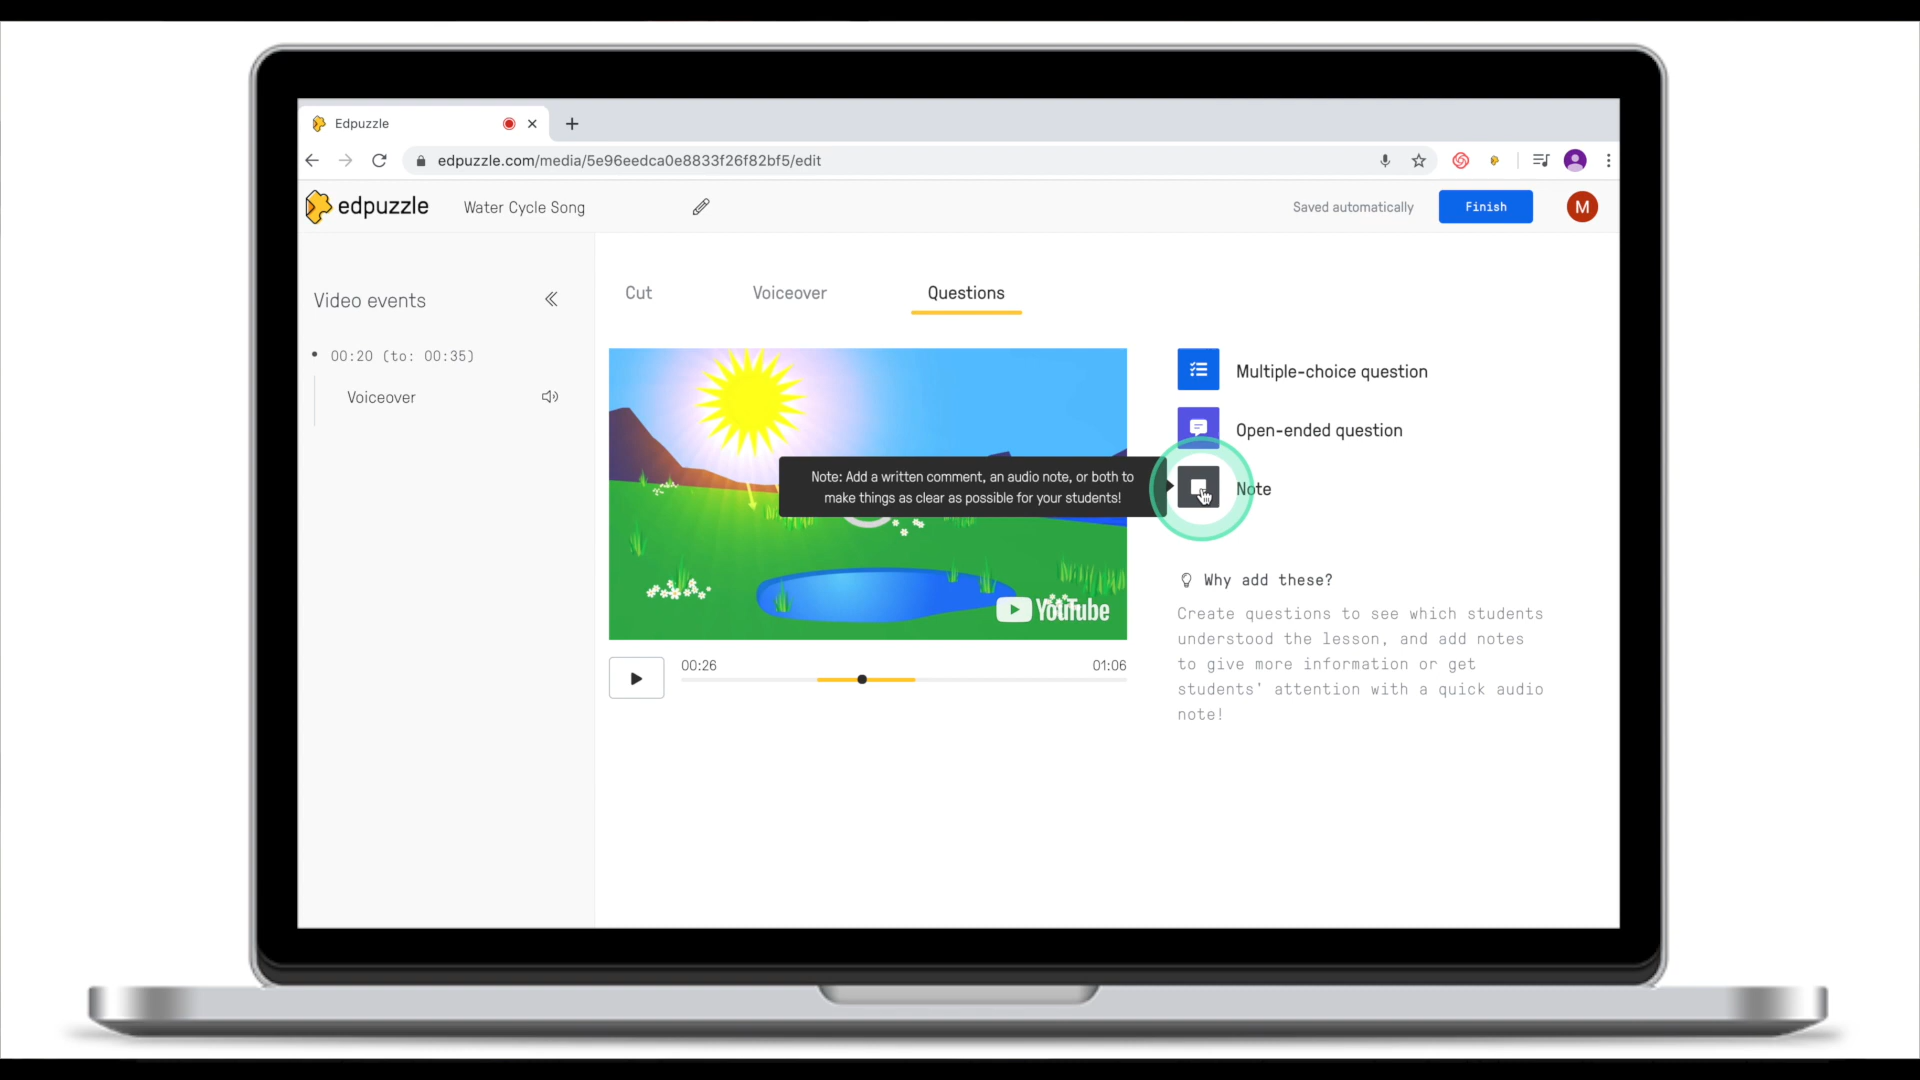 Edpuzzle
edpuzzle.com/media/5e96eedca0e8833f26f82bf5/edit
edpuzzle
Water Cycle Song
Saved automatically
Finish
M
Video events
00:20 (to: 00:35)
Voiceover
Cut
Voiceover
Questions
Note: Add a written comment, an audio note, or both to
make things as clear as possible for your students!
YouTube
00:26
01:06
Multiple-choice question
Open-ended question
Note
Why add these?
Create questions to see which students
understood the lesson, and add notes
to give more information or get
students' attention with a quick audio
note!